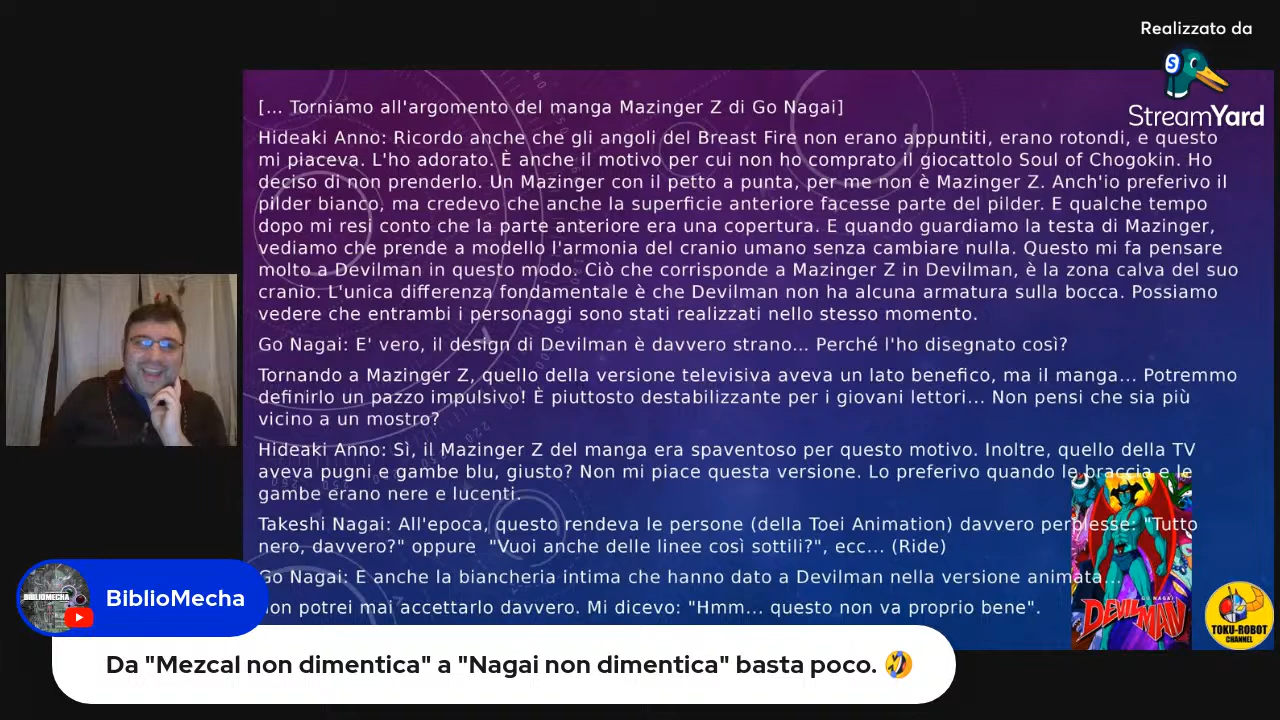 Realizzato da
StreamYard
[... Torniamo all'argomento del manga Mazinger Z di Go Nagai]
Hideaki Anno: Ricordo anche che gli angoli del Breast Fire non erano appuntiti, erano rotondi, e questo
mi piaceva. L'ho adorato. È anche il motivo per cui non ho comprato il giocattolo Soul of Chogokin. Ho
deciso di non prenderlo. Un Mazinger con il petto a punta, per me non è Mazinger Z. Anch'io preferivo il
pilder bianco, ma credevo che anche la superficie anteriore facesse parte del pilder. E qualche tempo
dopo mi resi conto che la parte anteriore era una copertura. E quando guardiamo la testa di Mazinger,
vediamo che prende a modello l'armonia del cranio umano senza cambiare nulla. Questo mi fa pensare
molto a Devilman in questo modo. Ciò che corrisponde a Mazinger Z in Devilman, è la zona calva del suo
cranio. L'unica differenza fondamentale è che Devilman non ha alcuna armatura sulla bocca. Possiamo
vedere che entrambi i personaggi sono stati realizzati nello stesso momento.
Go Nagai: E' vero, il design di Devilman è davvero strano... Perché l'ho disegnato così?
Tornando a Mazinger Z, quello della versione televisiva aveva un lato benefico, ma il manga... Potremmo
definirlo un pazzo impulsivo! È piuttosto destabilizzante per i giovani lettori... Non pensi che sia più
vicino a un mostro?
Hideaki Anno: Sì, il Mazinger Z del manga era spaventoso per questo motivo. Inoltre, quello della TV
aveva pugni e gambe blu, giusto? Non mi piace questa versione. Lo preferivo quando le braccia e le
gambe erano nere e lucenti.
Takeshi Nagai: All'epoca, questo rendeva le persone (della Toei Animation) davvero perplesse: "Tutto
nero, davvero?" oppure "Vuoi anche delle linee così sottili?", ecc... (Ride)
Go Nagai: E anche la biancheria intima che hanno dato a Devilman nella versione animata...
non potrei mai accettarlo davvero. Mi dicevo: "Hmm... questo non va proprio bene".
GO NAGAI
DEVILMAN
TOKU-ROBOT
CHANNEL
BIBLIOMECHA
BiblioMecha
Da "Mezcal non dimentica" a "Nagai non dimentica" basta poco. 🤣